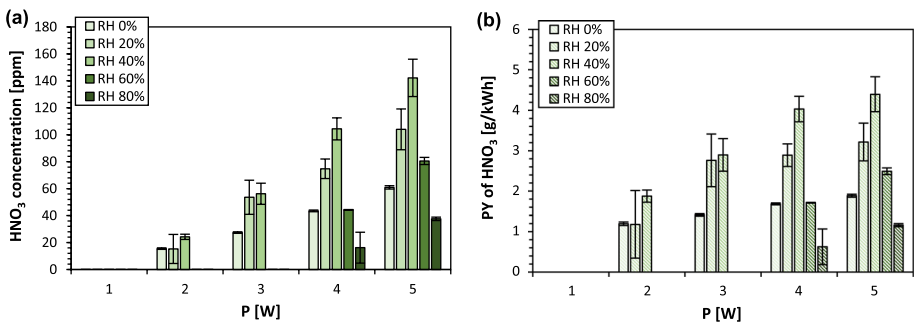 (a)
HNO3 concentration [ppm]
180
160
140
120
100
80
60
40
20
0
RH 0%
RH 20%
RH 40%
RH 60%
RH 80%
1 2 3 4 5
P [W]
(b)
PY of HNO3 [g/kWh]
6
5
4
3
2
1
0
RH 0%
RH 20%
RH 40%
RH 60%
RH 80%
1 2 3 4 5
P [W]